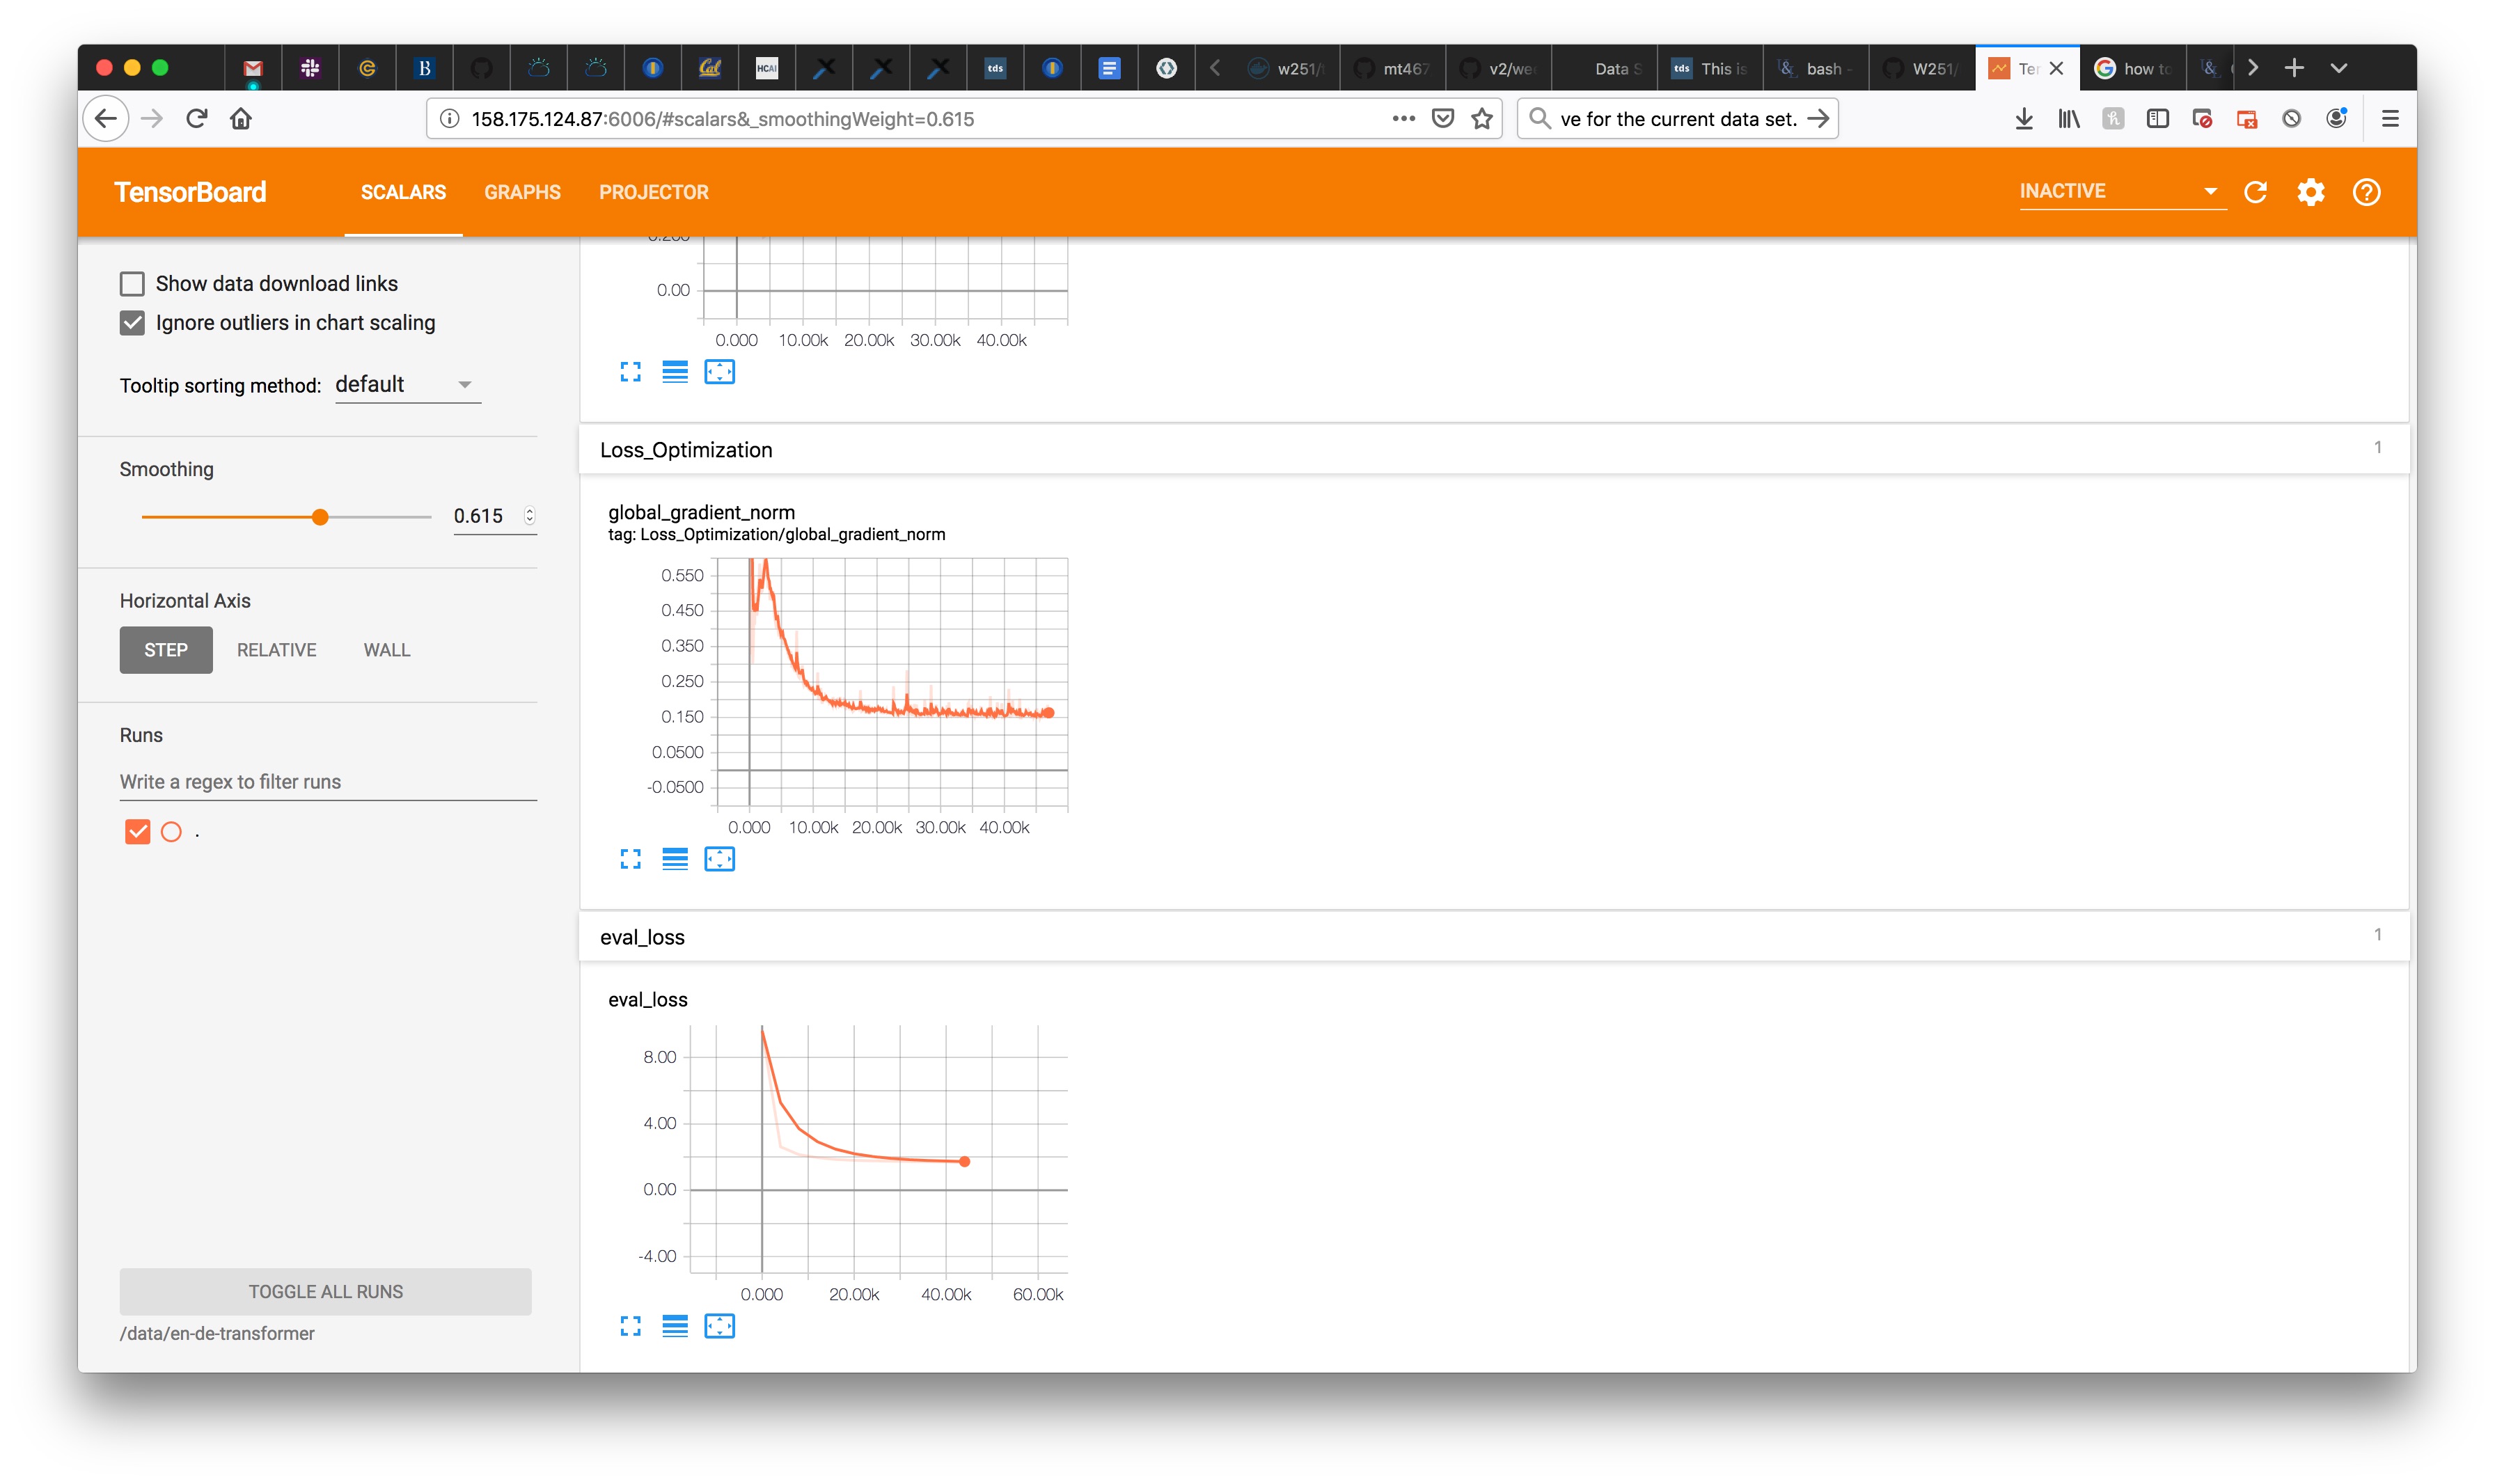 B
Cal
HCAI
tds
w251/
mt467
v2/we
Data S
tds This is
bash -
W251/
Ter
how to
158.175.124.87:6006/#scalars&_smoothingWeight=0.615
ve for the current data set.
TensorBoard
SCALARS
GRAPHS
PROJECTOR
INACTIVE
Show data download links
Ignore outliers in chart scaling
Tooltip sorting method: default
Smoothing
0.615
Horizontal Axis
STEP
RELATIVE
WALL
Runs
Write a regex to filter runs
.
TOGGLE ALL RUNS
/data/en-de-transformer
0.00
0.000 10.00k 20.00k 30.00k 40.00k
Loss_Optimization
1
global_gradient_norm
tag: Loss_Optimization/global_gradient_norm
0.550
0.450
0.350
0.250
0.150
0.0500
-0.0500
0.000 10.00k 20.00k 30.00k 40.00k
eval_loss
1
eval_loss
8.00
4.00
0.00
-4.00
0.000 20.00k 40.00k 60.00k